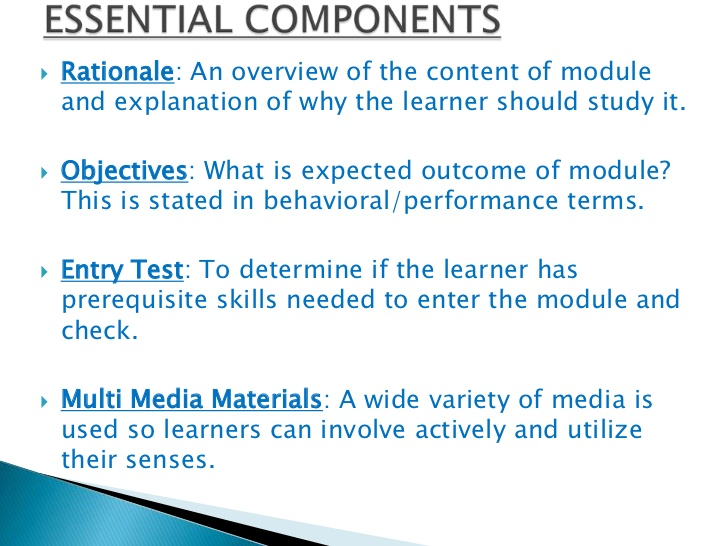 ESSENTIAL COMPONENTS
Rationale: An overview of the content of module
and explanation of why the learner should study it.
Objectives: What is expected outcome of module?
This is stated in behavioral/performance terms.
Entry Test: To determine if the learner has
prerequisite skills needed to enter the module and
check.
Multi Media Materials: A wide variety of media is
used so learners can involve actively and utilize
their senses.